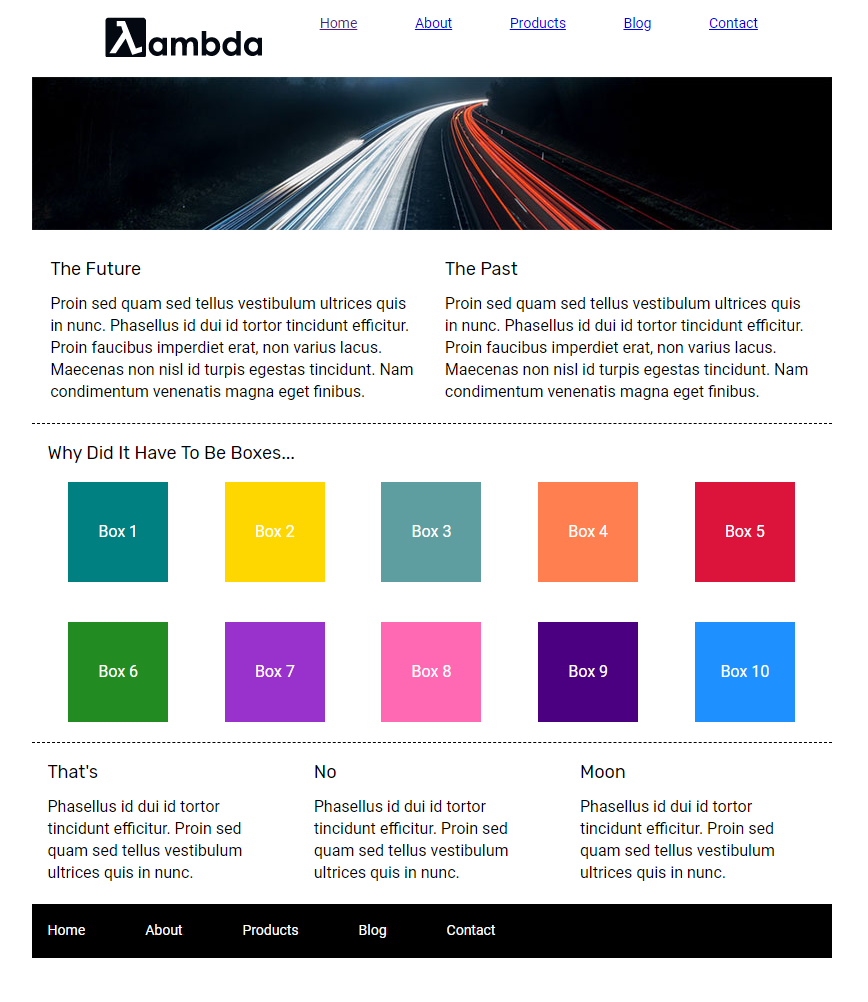 λambda
Home About Products Blog Contact
The Future
Proin sed quam sed tellus vestibulum ultrices quis
in nunc. Phasellus id dui id tortor tincidunt efficitur.
Proin faucibus imperdiet erat, non varius lacus.
Maecenas non nisl id turpis egestas tincidunt. Nam
condimentum venenatis magna eget finibus.
The Past
Proin sed quam sed tellus vestibulum ultrices quis
in nunc. Phasellus id dui id tortor tincidunt efficitur.
Proin faucibus imperdiet erat, non varius lacus.
Maecenas non nisl id turpis egestas tincidunt. Nam
condimentum venenatis magna eget finibus.
Why Did It Have To Be Boxes...
Box 1 Box 2 Box 3 Box 4 Box 5
Box 6 Box 7 Box 8 Box 9 Box 10
That's
Phasellus id dui id tortor
tincidunt efficitur. Proin sed
quam sed tellus vestibulum
ultrices quis in nunc.
No
Phasellus id dui id tortor
tincidunt efficitur. Proin sed
quam sed tellus vestibulum
ultrices quis in nunc.
Moon
Phasellus id dui id tortor
tincidunt efficitur. Proin sed
quam sed tellus vestibulum
ultrices quis in nunc.
Home About Products Blog Contact